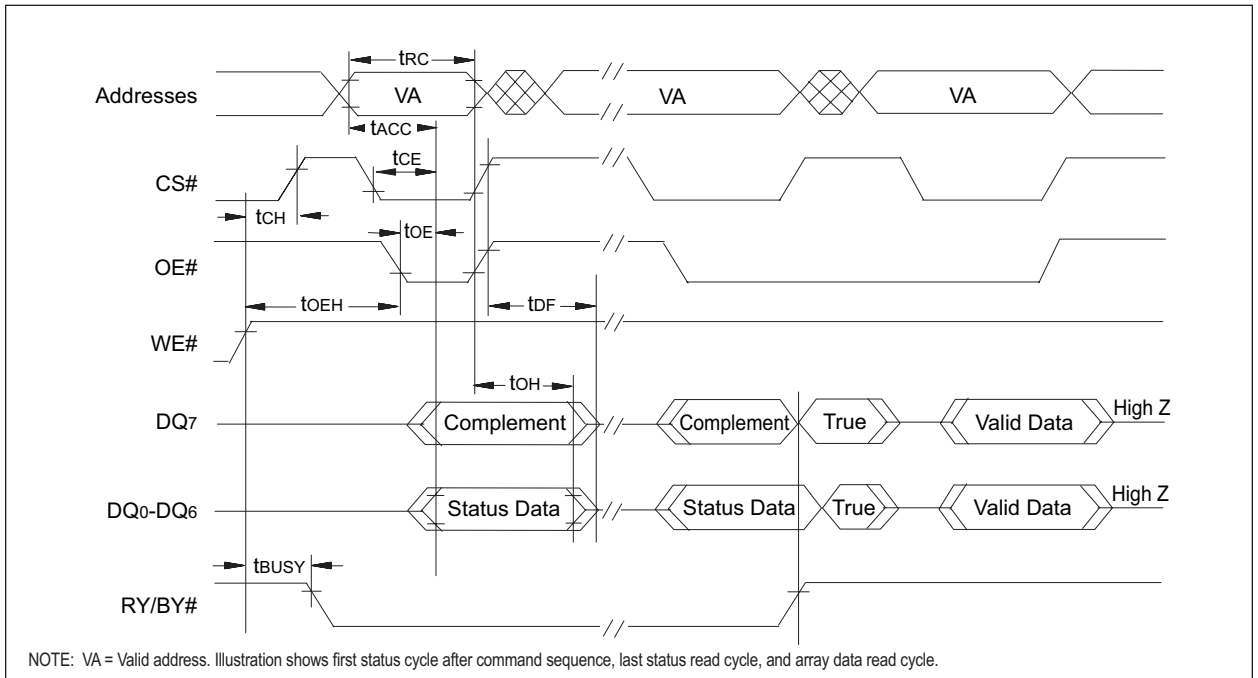 tRC
Addresses VA VA VA
tACC
tCE
CS#
tCH
tOE
OE#
tOEH tDF
WE#
tOH
DQ7 Complement Complement True Valid Data High Z
DQ0-DQ6 Status Data Status Data True Valid Data High Z
tBUSY
RY/BY#
NOTE: VA = Valid address. Illustration shows first status cycle after command sequence, last status read cycle, and array data read cycle.